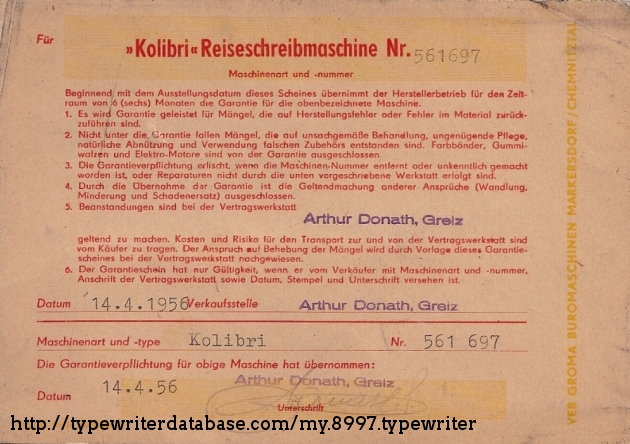 Für »Kolibri« Reiseschreibmaschine Nr. 561697
Maschinenart und -nummer
Beginnend mit dem Ausstellungsdatum dieses Scheines übernimmt der Herstellerbetrieb für den Zeit-
raum von 6 (sechs) Monaten die Garantie für die obenbezeichnete Maschine.
1. Es wird Garantie geleistet für Mängel, die auf Herstellungsfehler oder Fehler im Material zurück-
zuführen sind.
2. Nicht unter die Garantie fallen Mängel, die auf unsachgemäße Behandlung, ungenügende Pflege,
natürliche Abnützung und Verwendung falschen Zubehörs entstanden sind. Farbbänder, Gummi-
walzen und Elektro-Motore sind von der Garantie ausgeschlossen.
3. Die Garantieverpflichtung erlischt, wenn die Maschinen-Nummer entfernt oder unkenntlich gemacht
worden ist, oder Reparaturen nicht durch die unten vorgeschriebene Werkstatt erfolgt sind.
4. Durch die Übernahme der Garantie ist die Geltendmachung anderer Ansprüche (Wandlung,
Minderung und Schadenersatz) ausgeschlossen.
5. Beanstandungen sind bei der Vertragswerkstatt
Arthur Donath, Greiz
geltend zu machen. Kosten und Risiko für den Transport zur und von der Vertragswerkstatt sind
vom Käufer zu tragen. Der Anspruch auf Behebung der Mängel wird durch Vorlage dieses Garantie-
scheines bei der Vertragswerkstatt nachgewiesen.
6. Der Garantieschein hat nur Gültigkeit, wenn er vom Verkäufer mit Maschinenart und -nummer,
Anschrift der Vertragswerkstatt sowie Datum, Stempel und Unterschrift versehen ist.
Datum 14.4.1956 Verkaufsstelle Arthur Donath, Greiz
Maschinenart und -type Kolibri Nr. 561 697
Die Garantieverpflichtung für obige Maschine hat übernommen:
Datum 14.4.56 Arthur Donath, Greiz
Unterschrift
VEB GROMA BÜROMASCHINEN MARKERSDORF/CHEMNITZTAL
http://typewriterdatabase.com/my.8997.typewriter